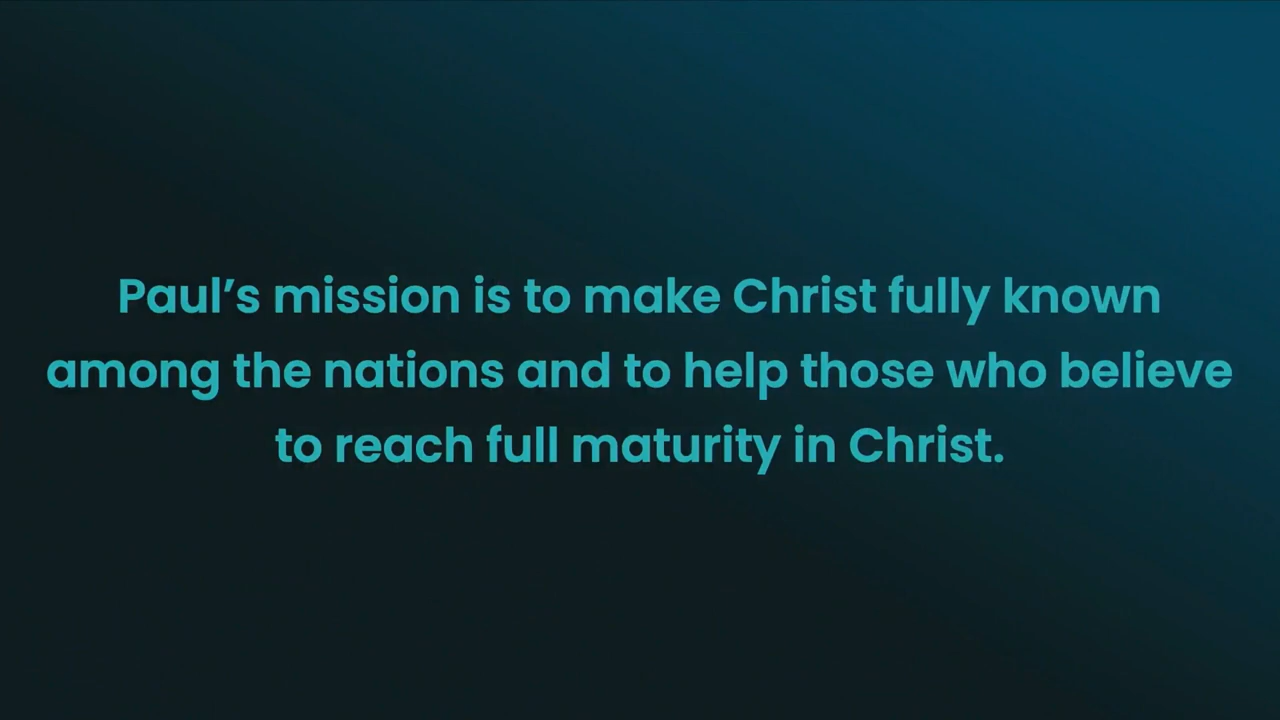 Paul’s mission is to make Christ fully known
among the nations and to help those who believe
to reach full maturity in Christ.